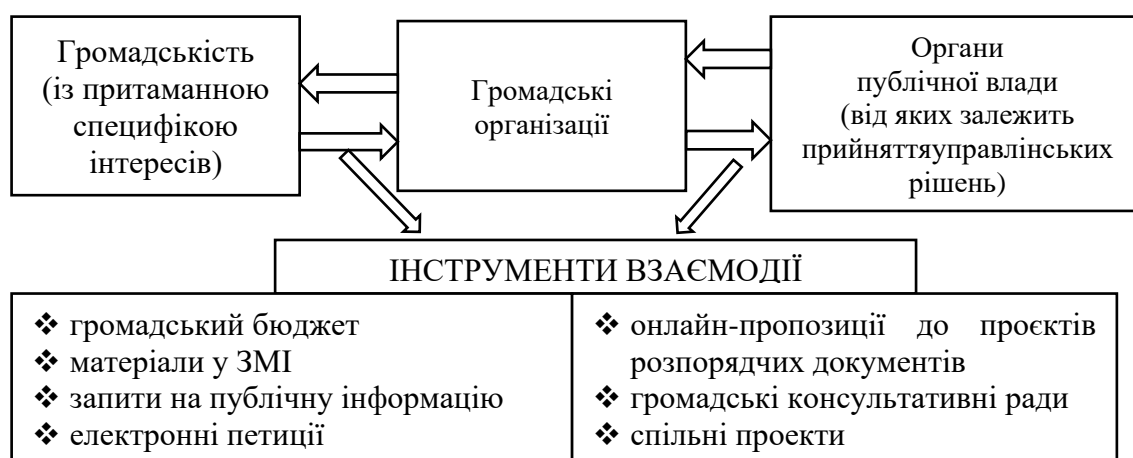 Громадськість
(із притаманною
специфікою
інтересів)
Громадські
організації
Органи
публічної влади
(від яких залежить
прийняттяуправлінських
рішень)
ІНСТРУМЕНТИ ВЗАЄМОДІЇ
❖ громадський бюджет
❖ матеріали у ЗМІ
❖ запити на публічну інформацію
❖ електронні петиції
❖ онлайн-пропозиції до проєктів
розпорядчих документів
❖ громадські консультативні ради
❖ спільні проекти